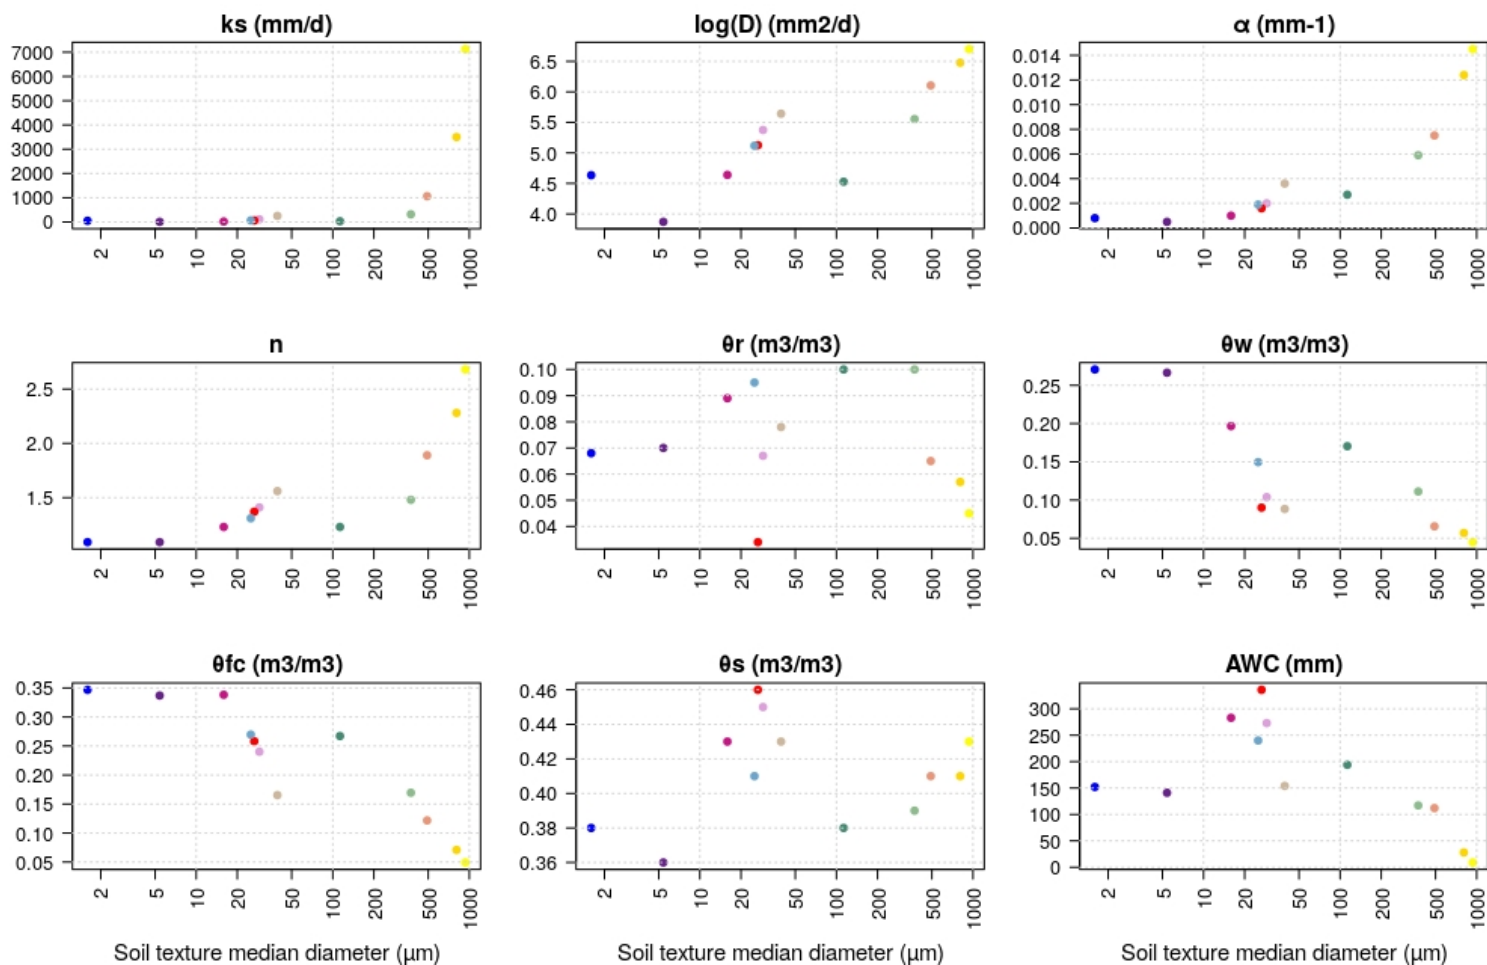 ks (mm/d)
7000
6000
5000
4000
3000
2000
1000
0
2 5 10 20 50 100 200 500 1000
log(D) (mm2/d)
6.5
6.0
5.5
5.0
4.5
4.0
2 5 10 20 50 100 200 500 1000
α (mm-1)
0.014
0.012
0.010
0.008
0.006
0.004
0.002
0.000
2 5 10 20 50 100 200 500 1000
n
2.5
2.0
1.5
2 5 10 20 50 100 200 500 1000
θr (m3/m3)
0.10
0.09
0.08
0.07
0.06
0.05
0.04
2 5 10 20 50 100 200 500 1000
θw (m3/m3)
0.25
0.20
0.15
0.10
0.05
2 5 10 20 50 100 200 500 1000
θfc (m3/m3)
0.35
0.30
0.25
0.20
0.15
0.10
0.05
2 5 10 20 50 100 200 500 1000
Soil texture median diameter (μm)
θs (m3/m3)
0.46
0.44
0.42
0.40
0.38
0.36
2 5 10 20 50 100 200 500 1000
Soil texture median diameter (μm)
AWC (mm)
300
250
200
150
100
50
0
2 5 10 20 50 100 200 500 1000
Soil texture median diameter (μm)